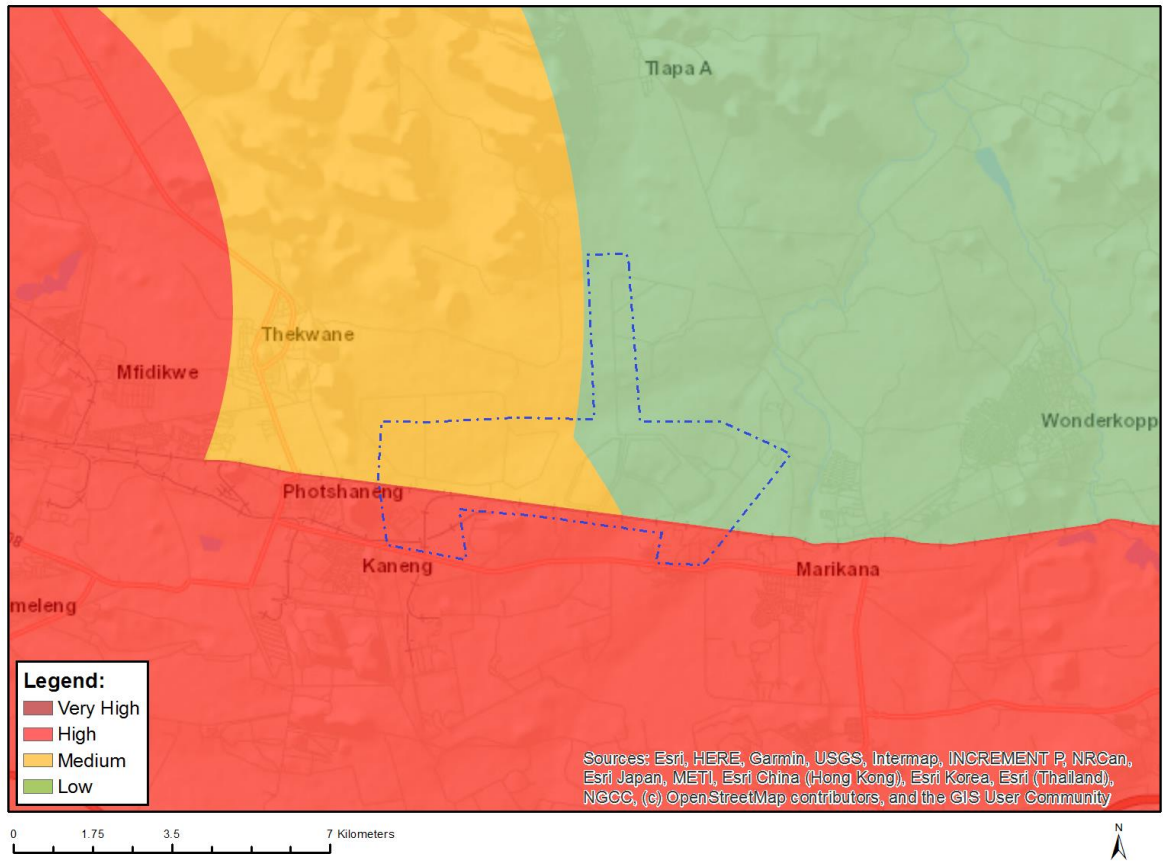 Tlapa A
Thekwane
Mfidikwe
Wonderkopp
Photshaneng
Kaneng
Marikana
meleng
Legend:
Very High
High
Medium
Low
Sources: Esri, HERE, Garmin, USGS, Intermap, INCREMENT P, NRCan,
Esri Japan, METI, Esri China (Hong Kong), Esri Korea, Esri (Thailand),
NGCC, (c) OpenStreetMap contributors, and the GIS User Community
0 1.75 3.5 7 Kilometers
N